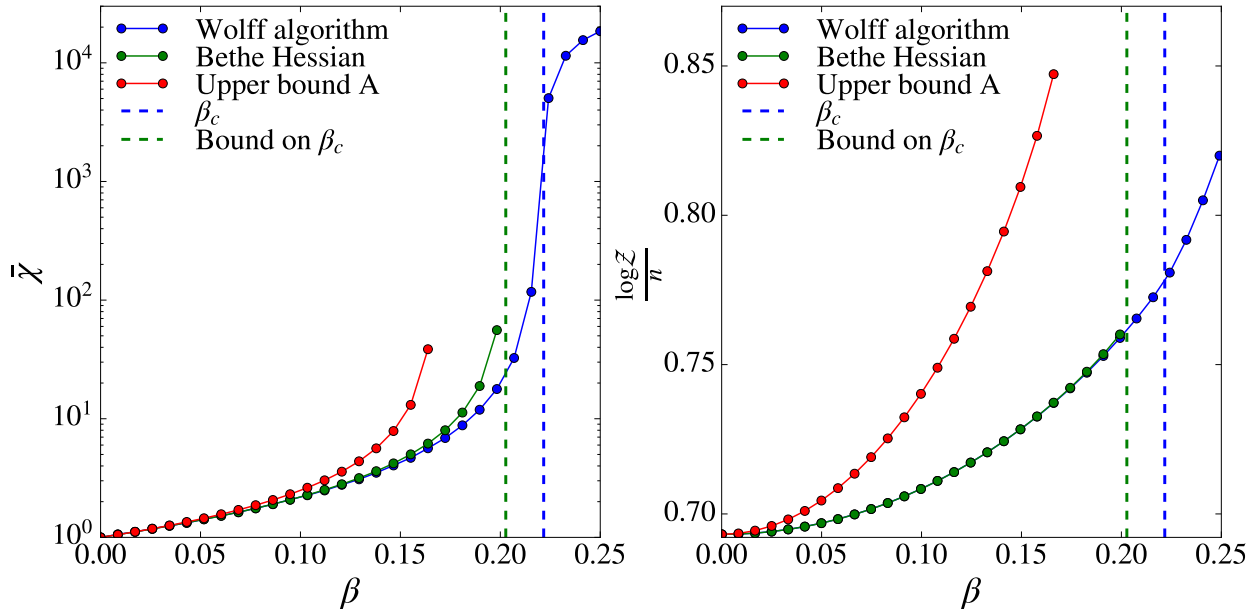 Wolff algorithm
Bethe Hessian
Upper bound A
β_c
Bound on β_c
10^4
10^3
10^2
10^1
10^0
χ̄
0.00 0.05 0.10 0.15 0.20 0.25
β
Wolff algorithm
Bethe Hessian
Upper bound A
β_c
Bound on β_c
0.85
0.80
0.75
0.70
log𝒵
n
0.00 0.05 0.10 0.15 0.20 0.25
β